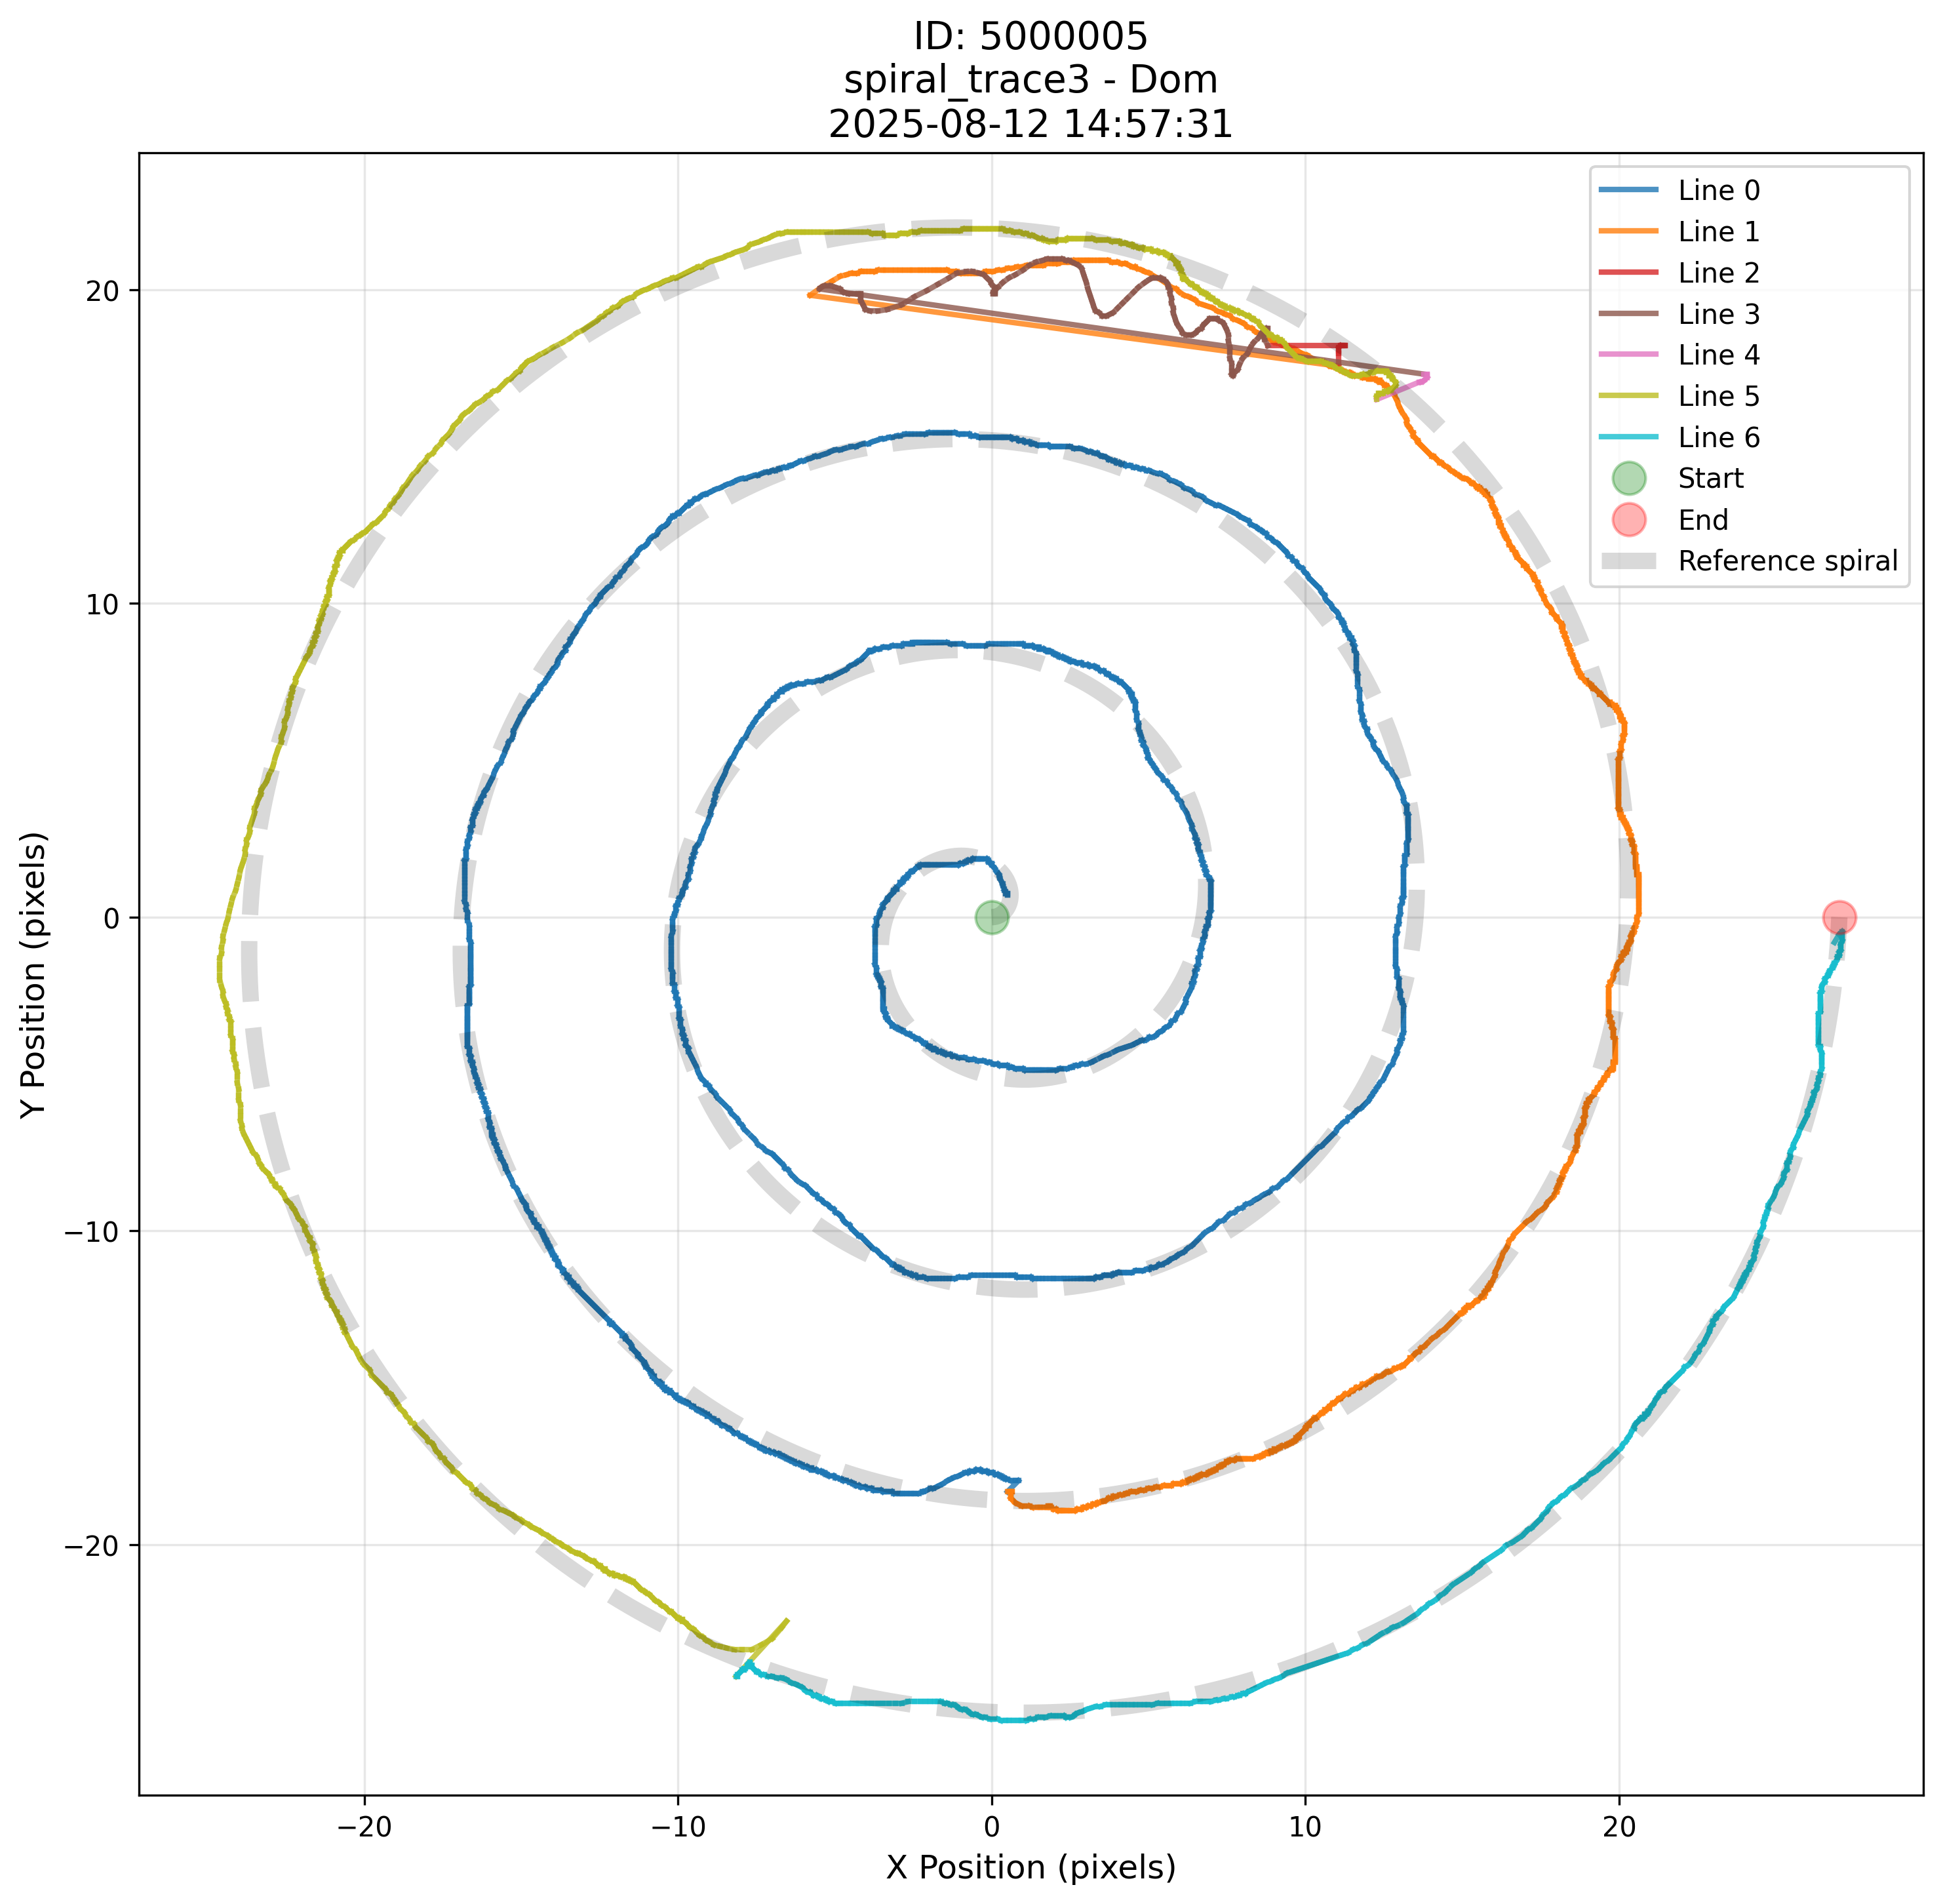 ID: 5000005
spiral_trace3 - Dom
2025-08-12 14:57:31
Line 0
Line 1
Line 2
Line 3
Line 4
Line 5
Line 6
Start
End
Reference spiral
Y Position (pixels)
20
10
0
−10
−20
−20
−10
0
10
20
X Position (pixels)